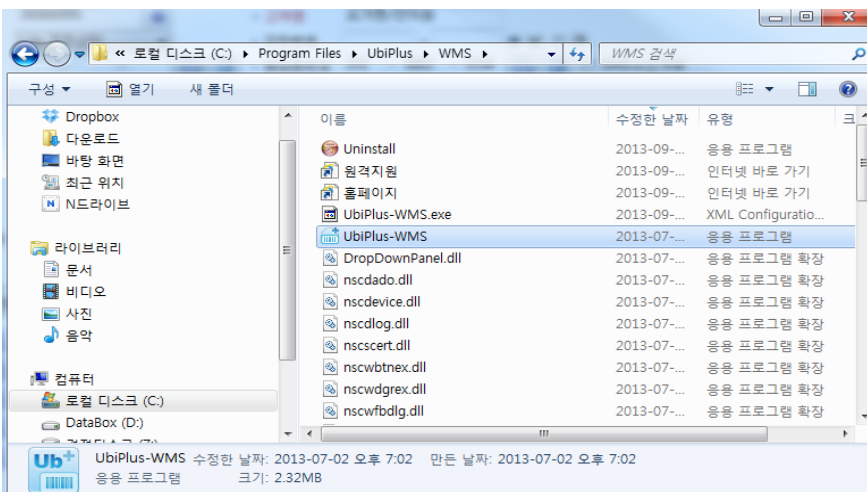 « 로컬 디스크 (C:) ▸ Program Files ▸ UbiPlus ▸ WMS ▸ WMS 검색
구성 ▼ 열기 새 폴더
Dropbox
다운로드
바탕 화면
최근 위치
N드라이브
라이브러리
문서
비디오
사진
음악
컴퓨터
로컬 디스크 (C:)
DataBox (D:)
이름 수정한 날짜 유형 크
Uninstall 2013-09-... 응용 프로그램
원격지원 2013-09-... 인터넷 바로 가기
홈페이지 2013-09-... 인터넷 바로 가기
UbiPlus-WMS.exe 2013-09-... XML Configuratio...
UbiPlus-WMS 2013-07-... 응용 프로그램
DropDownPanel.dll 2013-07-... 응용 프로그램 확장
nscdado.dll 2013-07-... 응용 프로그램 확장
nscdevice.dll 2013-07-... 응용 프로그램 확장
nscdlog.dll 2013-07-... 응용 프로그램 확장
nscscert.dll 2013-07-... 응용 프로그램 확장
nscwbtnex.dll 2013-07-... 응용 프로그램 확장
nscwdgrex.dll 2013-07-... 응용 프로그램 확장
nscwfbdlg.dll 2013-07-... 응용 프로그램 확장
Ub+
UbiPlus-WMS 수정한 날짜: 2013-07-02 오후 7:02 만든 날짜: 2013-07-02 오후 7:02
응용 프로그램 크기: 2.32MB